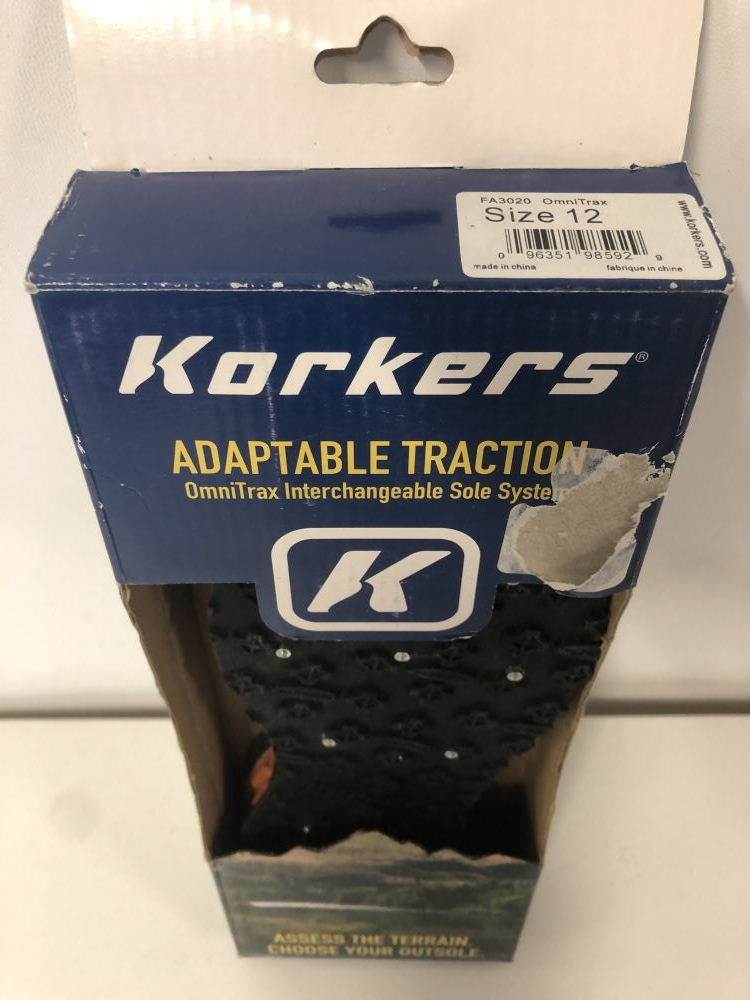 FA3020 OmniTrax
Size 12
0 96351 98592 9
made in china fabrique in chine
www.korkers.com
Korkers®
ADAPTABLE TRACTION
OmniTrax Interchangeable Sole Syste
K
ASSESS THE TERRAIN.
CHOOSE YOUR OUTSOLE.